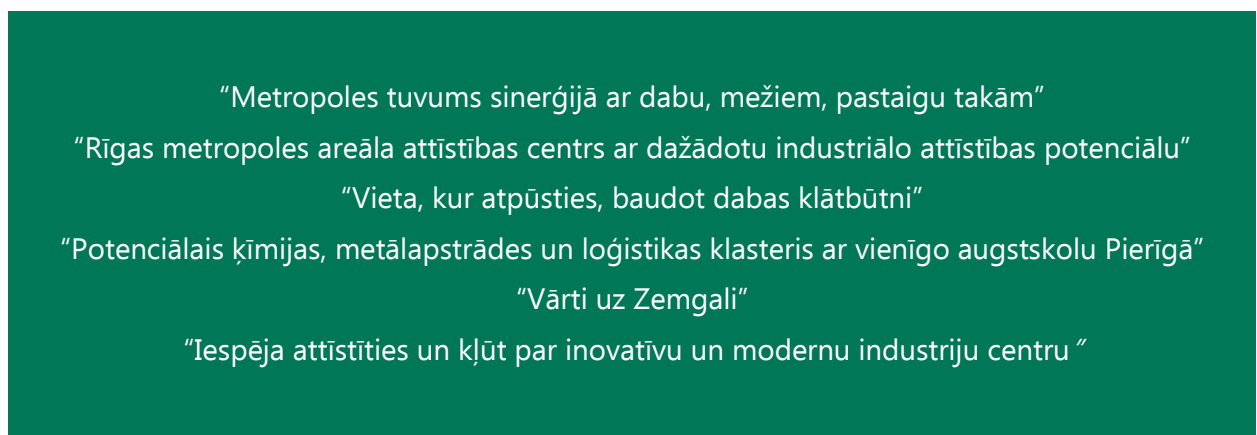 “Metropoles tuvums sinerģijā ar dabu, mežiem, pastaigu takām”
“Rīgas metropoles areāla attīstības centrs ar dažādotu industriālo attīstības potenciālu”
“Vieta, kur atpūsties, baudot dabas klātbūtni”
“Potenciālais ķīmijas, metālapstrādes un loģistikas klasteris ar vienīgo augstskolu Pierīgā”
“Vārti uz Zemgali”
“Iespēja attīstīties un kļūt par inovatīvu un modernu industriju centru”